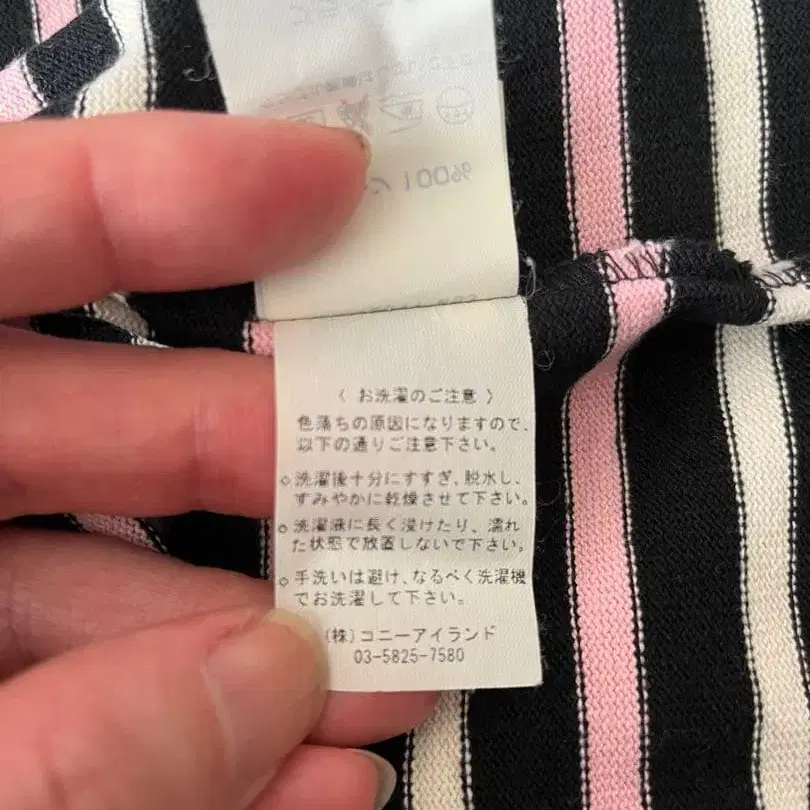 〈 お洗濯のご注意 〉
色落ちの原因になりますので、
以下の通りご注意下さい。
◇洗濯後十分にすすぎ、脱水し、
すみやかに乾燥させて下さい。
◇洗濯液に長く浸けたり、濡れ
た状態で放置しないで下さい。
◇手洗いは避け、なるべく洗濯機
でお洗濯して下さい。
(株)コニーアイランド
03-5825-7580